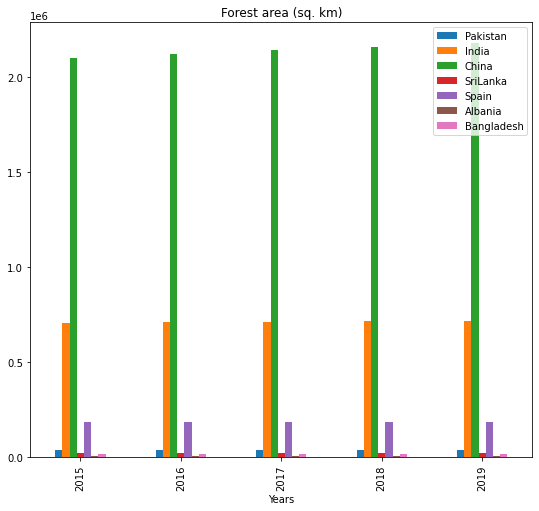 Forest area (sq. km)
1e6
2.0
1.5
1.0
0.5
0.0
Pakistan
India
China
SriLanka
Spain
Albania
Bangladesh
2015
2016
2017
2018
2019
Years